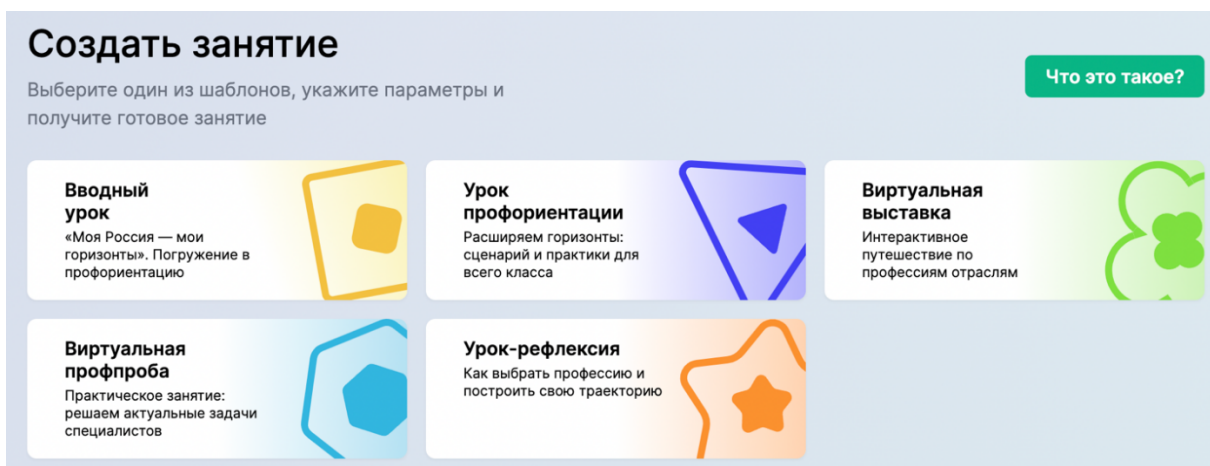 Создать занятие
Выберите один из шаблонов, укажите параметры и
получите готовое занятие
Что это такое?
Вводный
урок
«Моя Россия — мои
горизонты». Погружение в
профориентацию
Урок
профориентации
Расширяем горизонты:
сценарий и практики для
всего класса
Виртуальная
выставка
Интерактивное
путешествие по
профессиям отраслям
Виртуальная
профпроба
Практическое занятие:
решаем актуальные задачи
специалистов
Урок-рефлексия
Как выбрать профессию и
построить свою траекторию